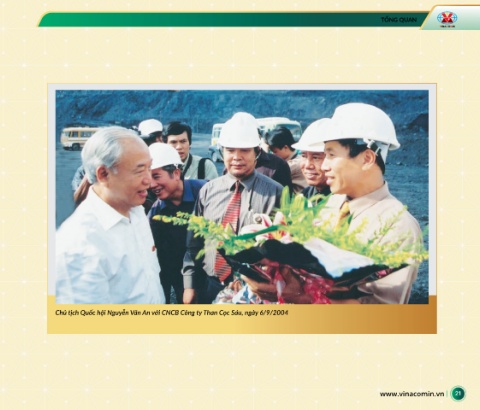 TỔNG QUAN
Chủ tịch Quốc hội Nguyễn Văn An với CNCB Công ty Than Cọc Sáu, ngày 6/9/2004
www.vinacomin.vn | 21